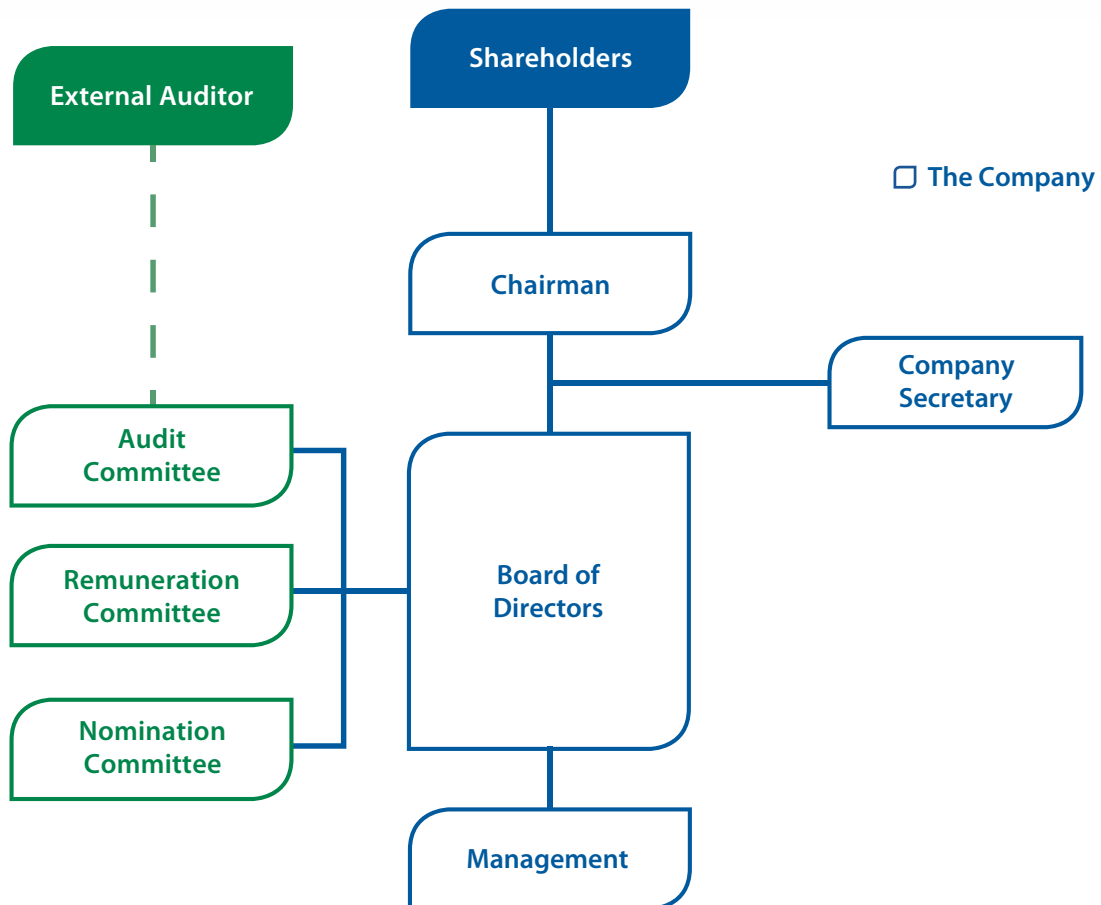 Shareholders
External Auditor
The Company
Chairman
Company
Secretary
Audit
Committee
Remuneration
Committee
Board of
Directors
Nomination
Committee
Management